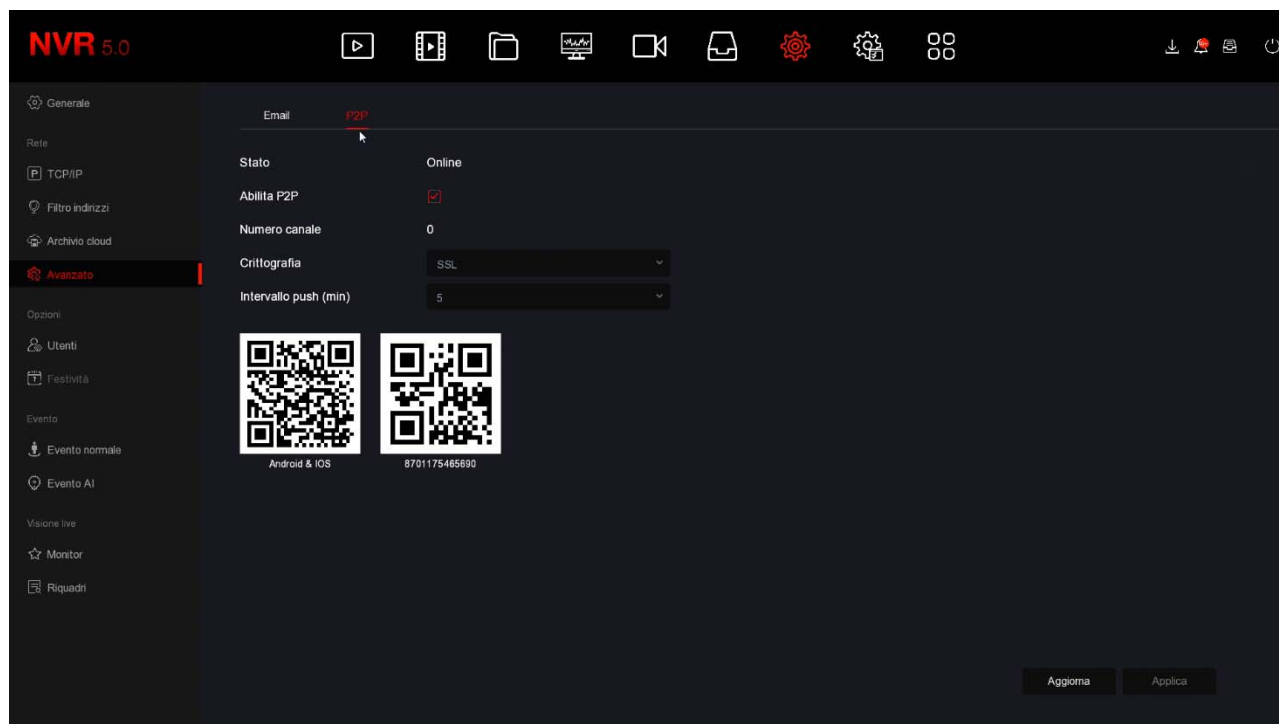 NVR 5.0
Generale
Rete
TCP/IP
Filtro indirizzi
Archivio cloud
Avanzato
Opzioni
Utenti
Festività
Evento
Evento normale
Evento AI
Visione live
Monitor
Riquadri
Email P2P
Stato Online
Abilita P2P
Numero canale 0
Crittografia SSL
Intervallo push (min) 5
Android & IOS 8701175465690
Aggiorna Applica